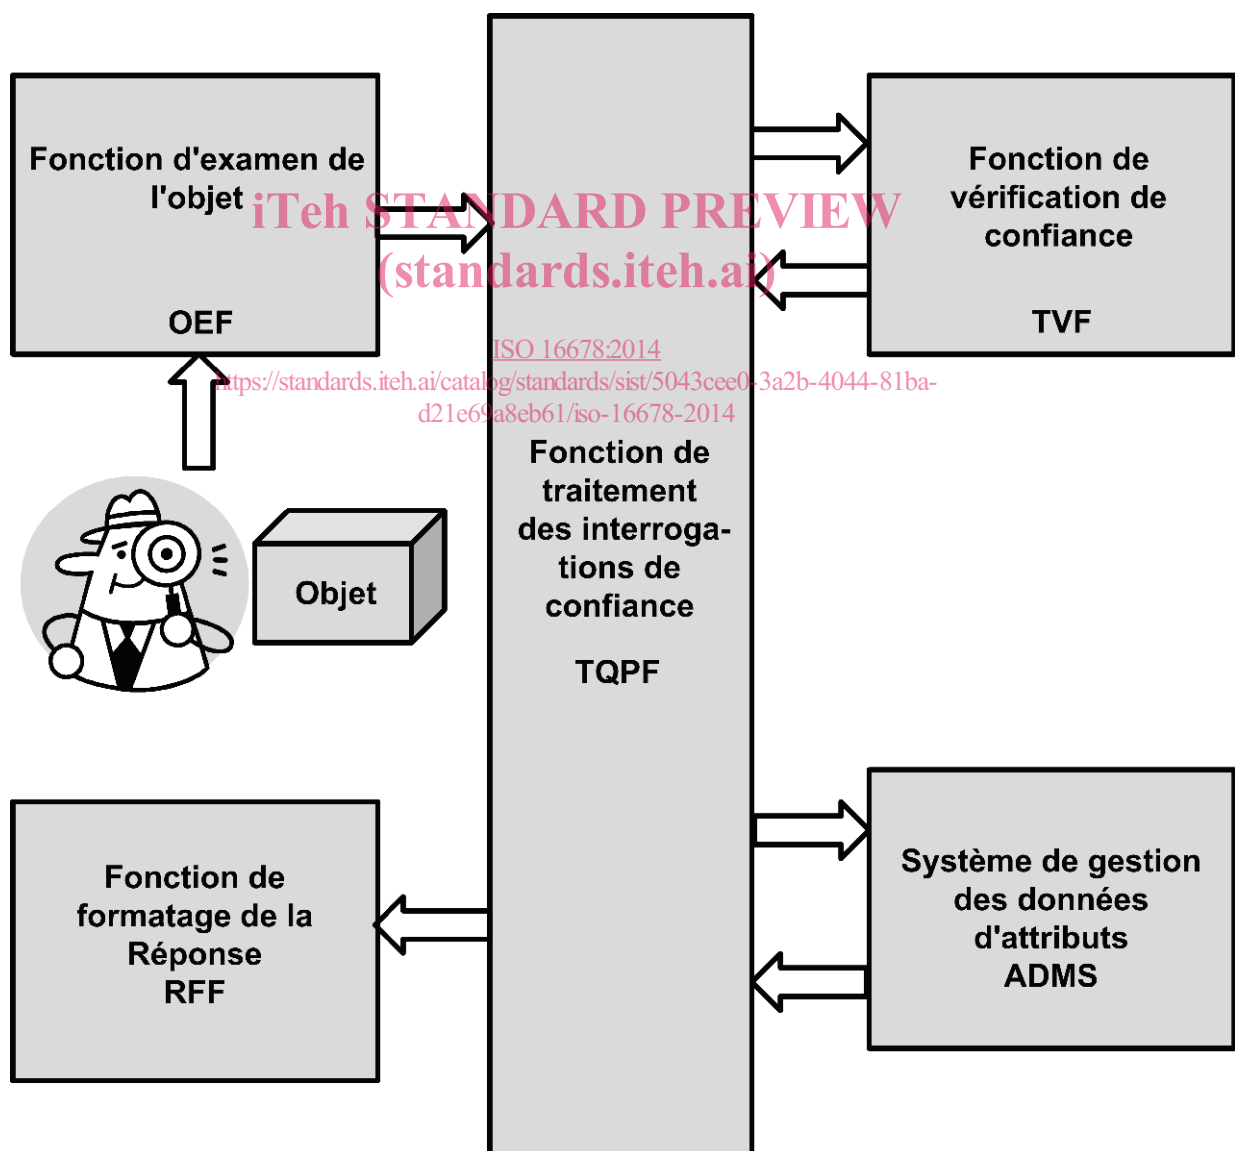 Fonction d'examen de
l'objet
OEF
iTeh STANDARD PREVIEW
(standards.iteh.ai)
ISO 16678:2014
https://standards.iteh.ai/catalog/standards/sist/5043cee0-3a2b-4044-81ba-
d21e69a8eb61/iso-16678-2014
Fonction de
vérification de
confiance
TVF
Fonction de
traitement
des interroga-
tions de
confiance
TQPF
Objet
Fonction de
formatage de la
Réponse
RFF
Système de gestion
des données
d'attributs
ADMS